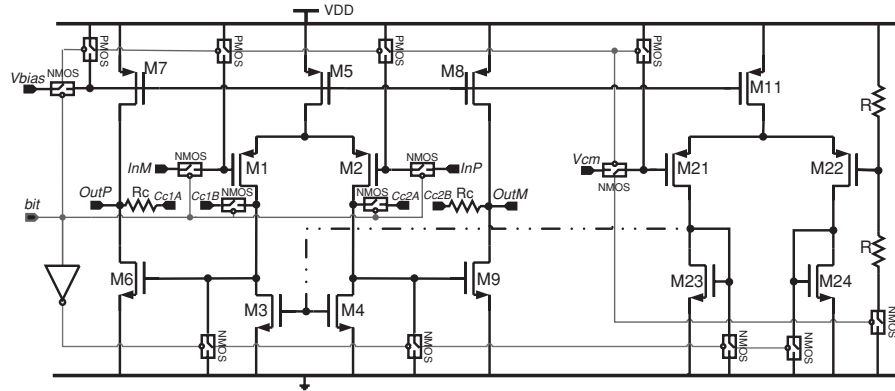 VDD
PMOS
PMOS
PMOS
PMOS
NMOS
Vbias
M7
M5
M8
M11
R
InM
NMOS
M1
M2
NMOS
InP
Vcm
NMOS
M21
M22
OutP
Rc
Cc1A
Cc1B
NMOS
NMOS
Cc2A
Cc2B
Rc
OutM
bit
R
M6
M3
M4
M9
M23
M24
NMOS
NMOS
NMOS
NMOS
NMOS